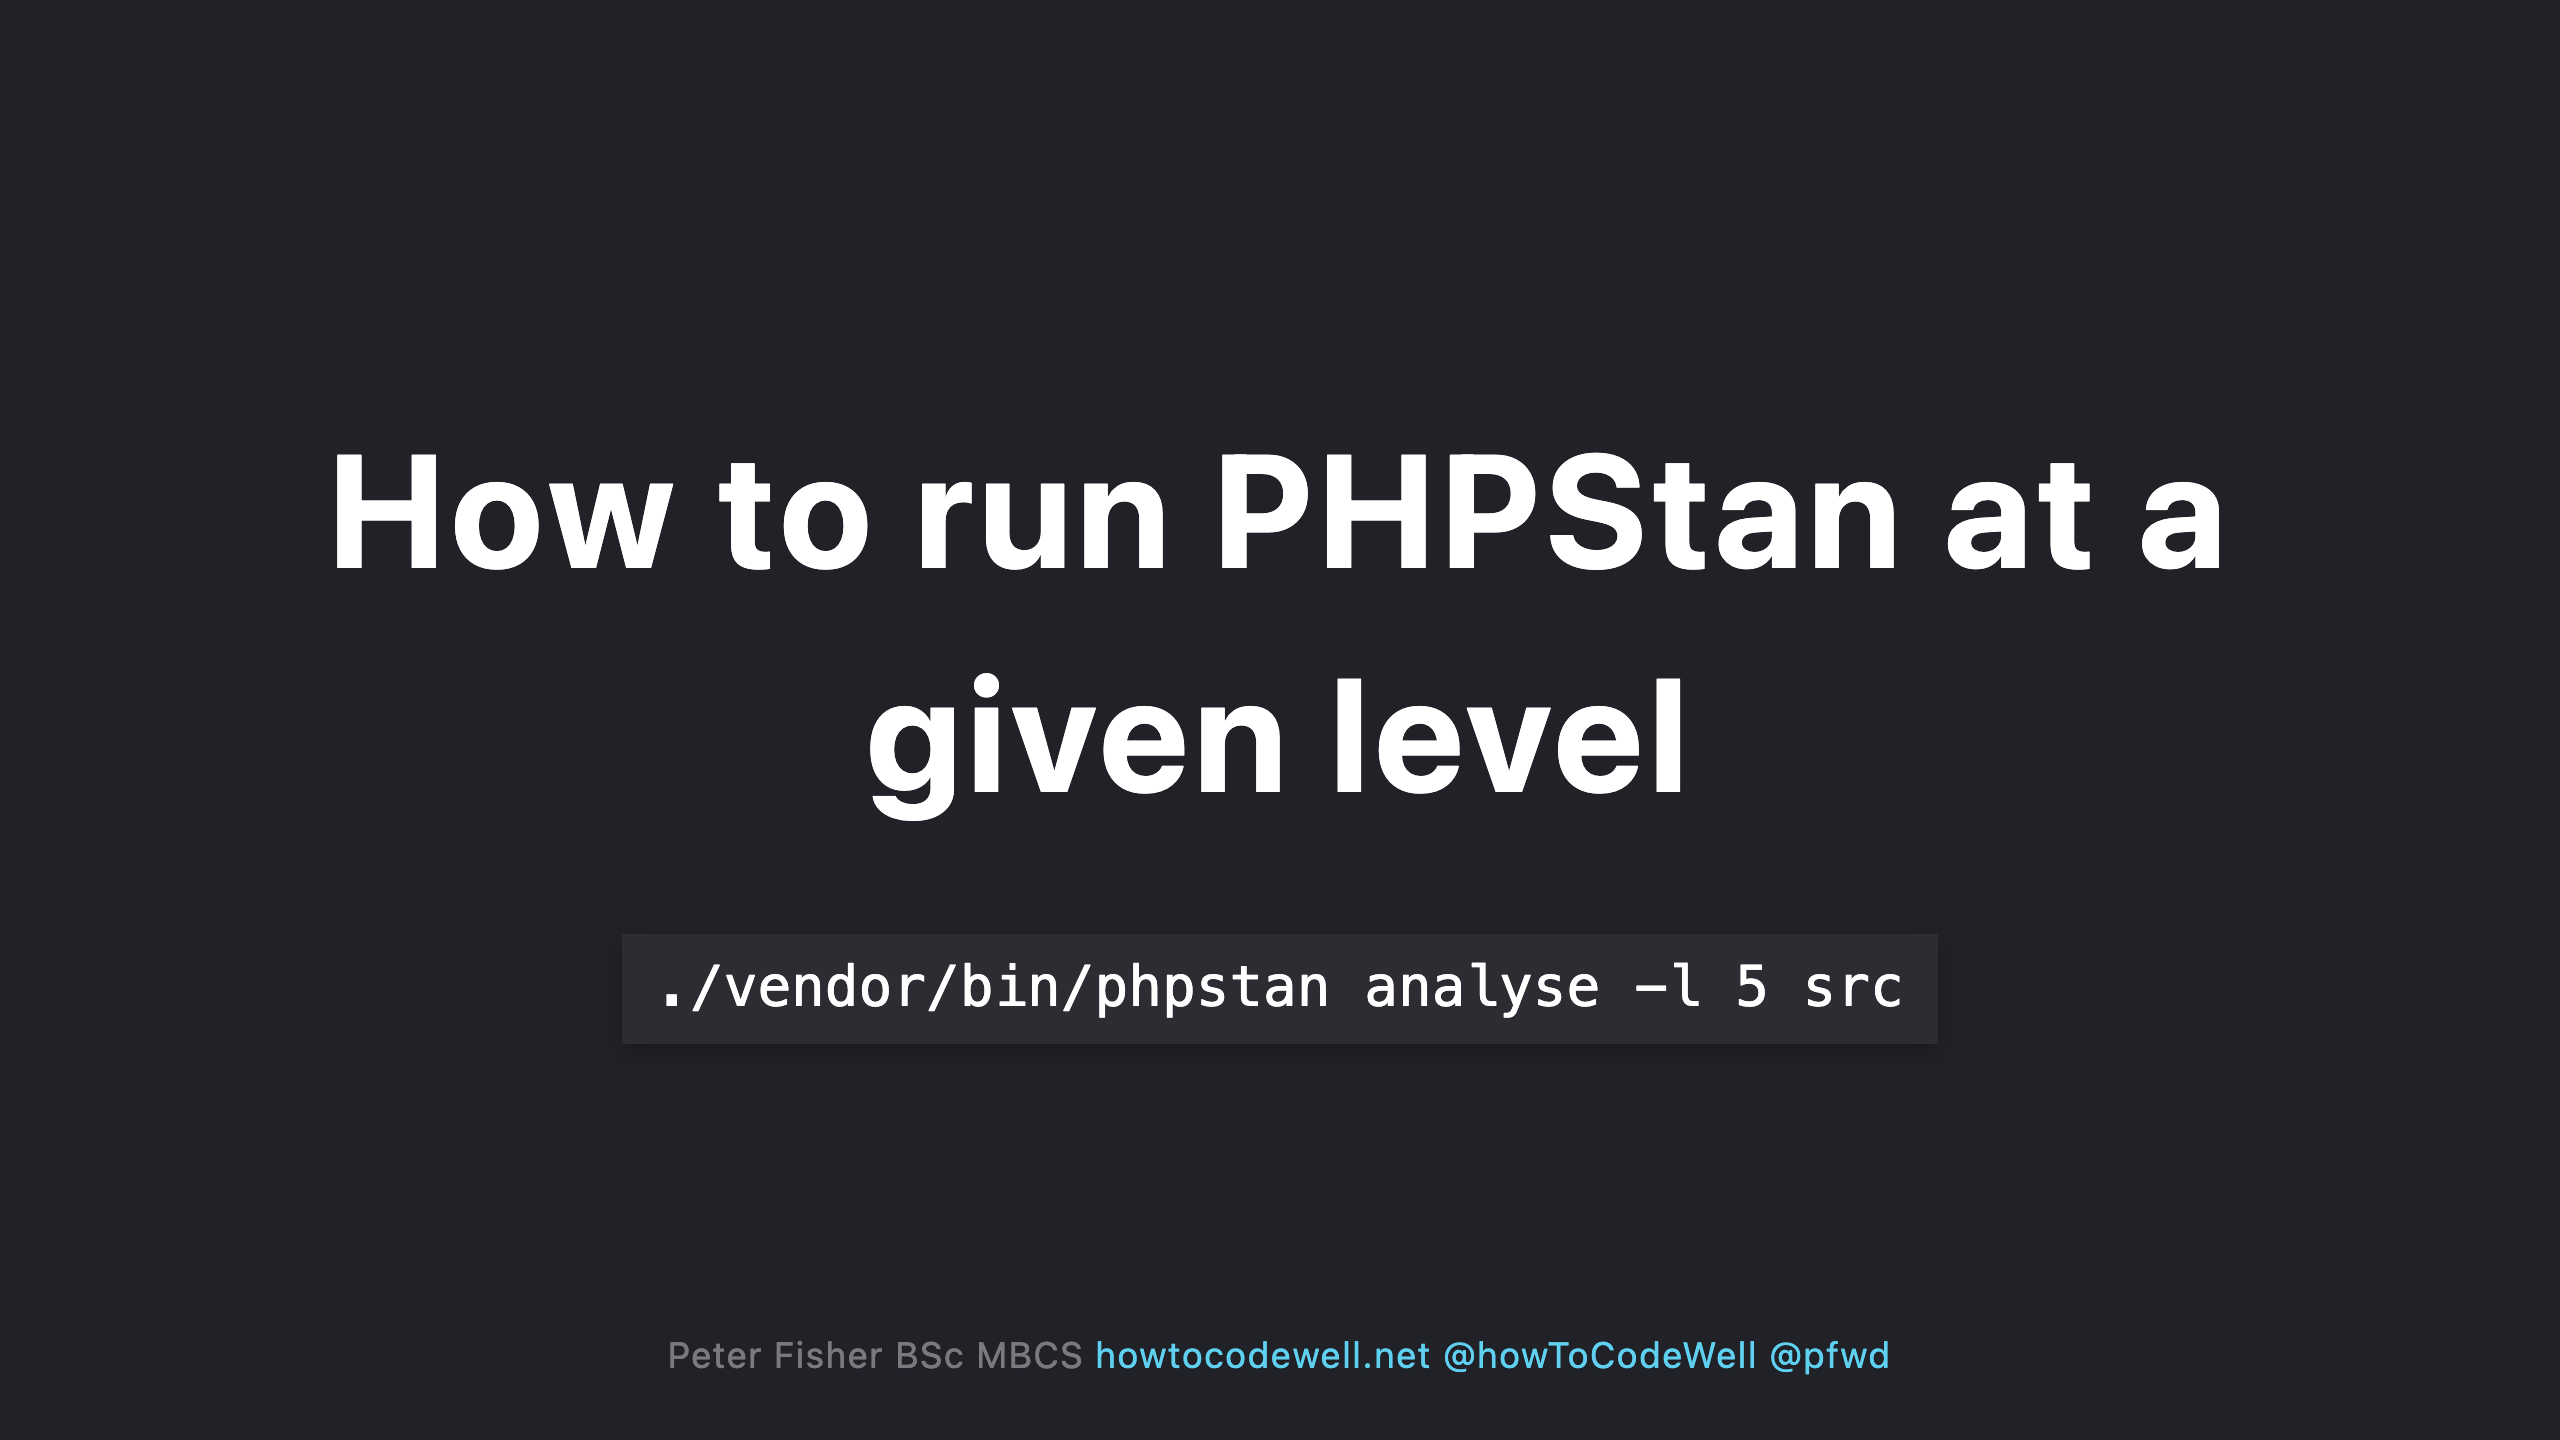 How to run PHPStan at a
given level
./vendor/bin/phpstan analyse -l 5 src
Peter Fisher BSc MBCS howtocodewell.net @howToCodeWell @pfwd